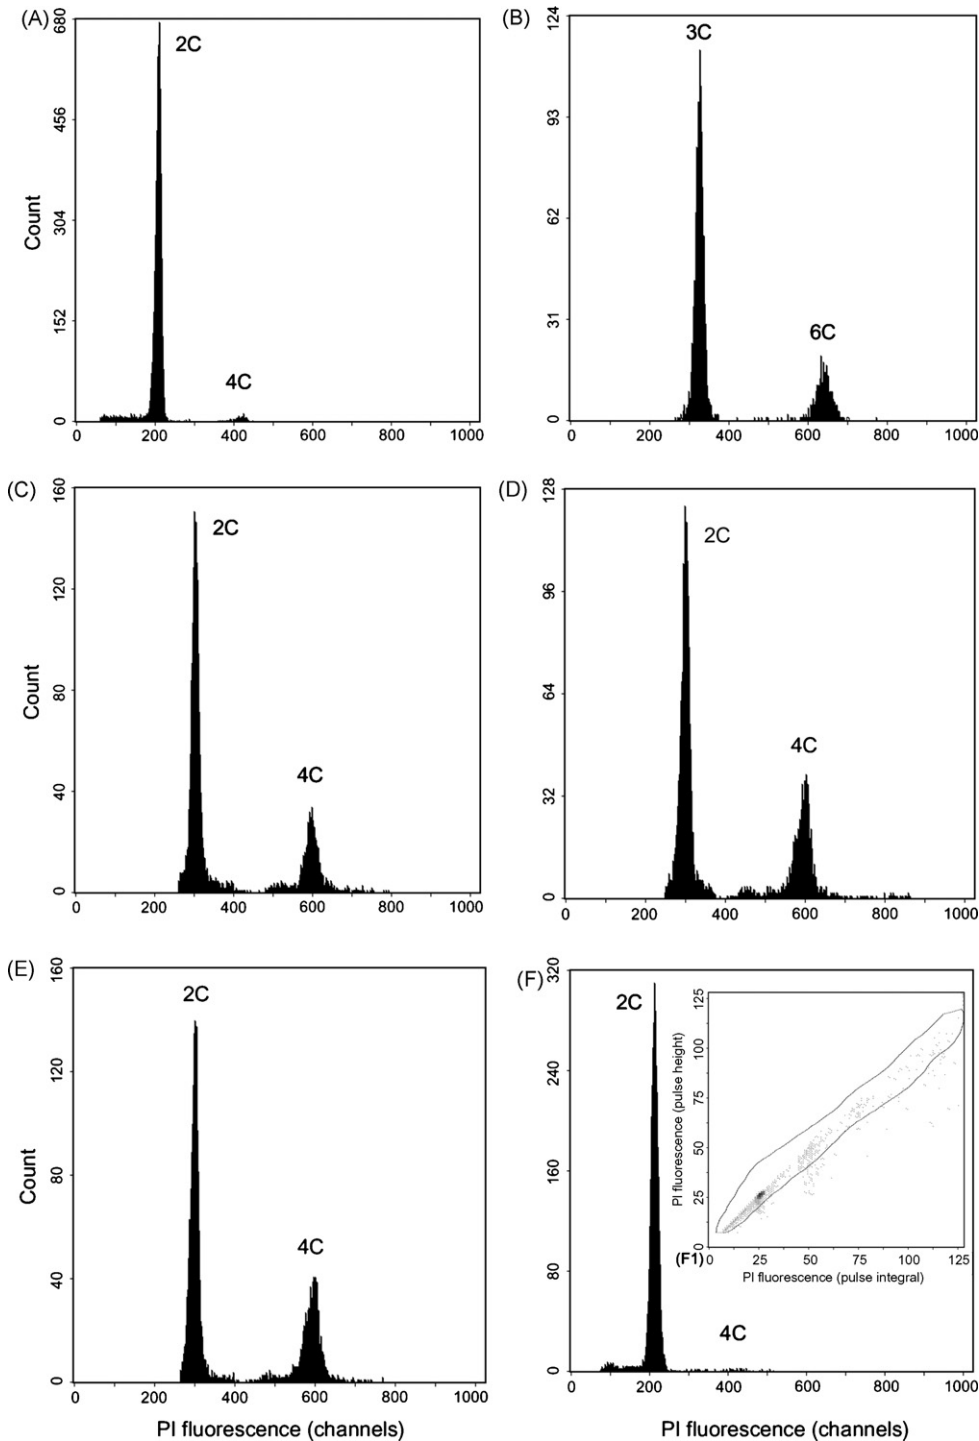 (A)
680
2C
456
Count
304
152
4C
0
0 200 400 600 800 1000
(B)
124
3C
93
62
31
6C
0
0 200 400 600 800 1000
(C)
160
2C
120
Count
80
4C
40
0
0 200 400 600 800 1000
(D)
128
2C
96
64
4C
32
0
0 200 400 600 800 1000
(E)
160
2C
120
Count
80
4C
40
0
0 200 400 600 800 1000
PI fluorescence (channels)
(F)
320
2C
240
160
80
4C
0
0 200 400 600 800 1000
PI fluorescence (channels)
PI fluorescence (pulse height)
125
100
75
50
25
0
(F1)
0 25 50 75 100 125
PI fluorescence (pulse integral)